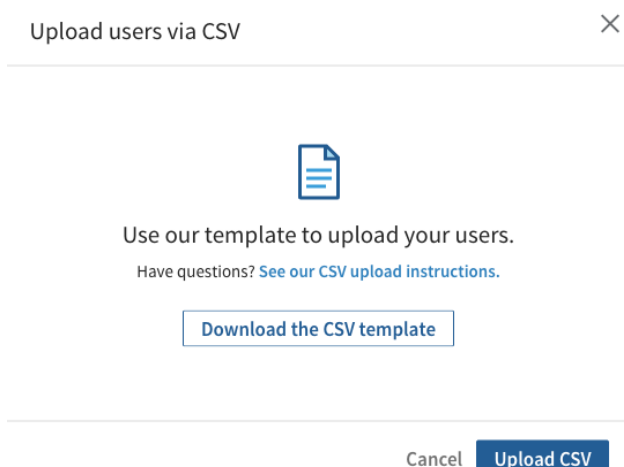 Upload users via CSV
Use our template to upload your users.
Have questions? See our CSV upload instructions.
Download the CSV template
Cancel Upload CSV